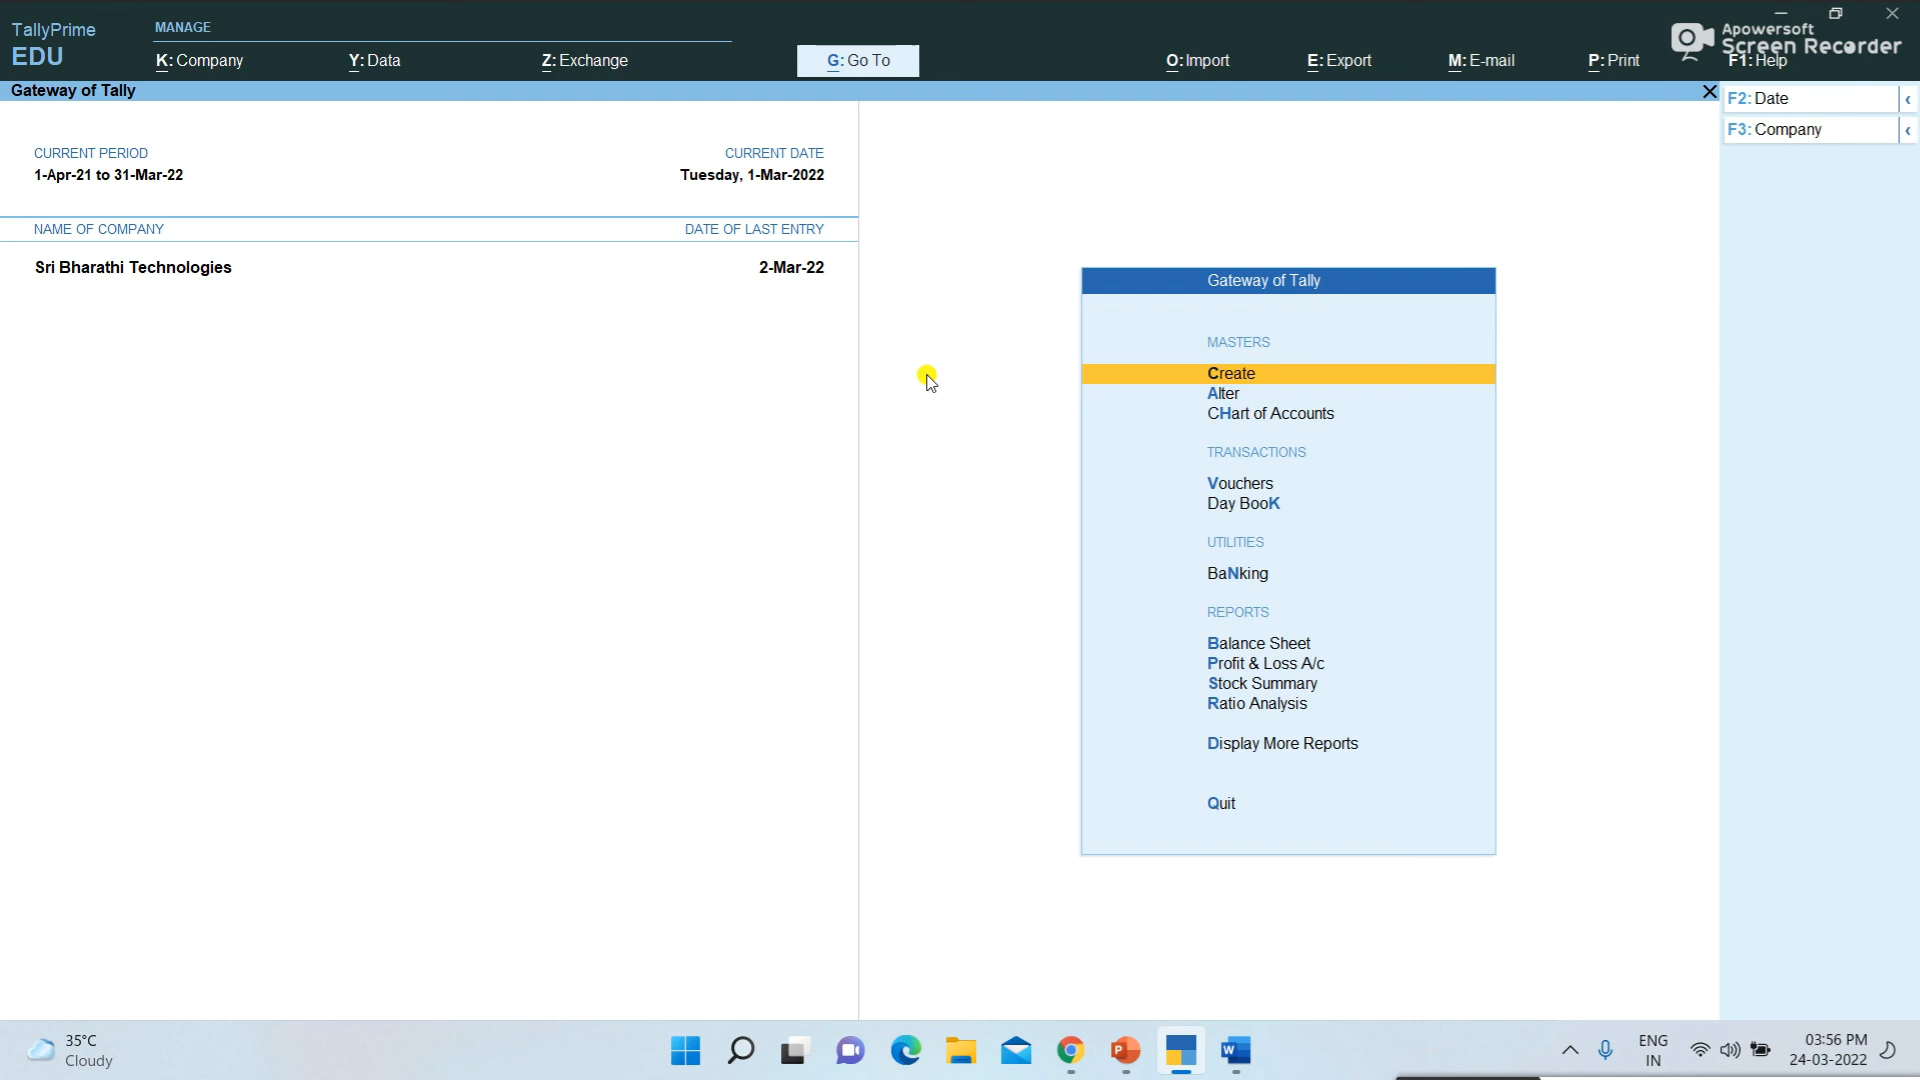 TallyPrime
EDU
MANAGE
K: Company
Y: Data
Z: Exchange
G: Go To
O: Import
E: Export
M: E-mail
P: Print
F1: Help
Apowersoft
Screen Recorder
Gateway of Tally
F2: Date
F3: Company
CURRENT PERIOD
CURRENT DATE
1-Apr-21 to 31-Mar-22
Tuesday, 1-Mar-2022
NAME OF COMPANY
DATE OF LAST ENTRY
Sri Bharathi Technologies
2-Mar-22
Gateway of Tally
MASTERS
Create
Alter
CHart of Accounts
TRANSACTIONS
Vouchers
Day BooK
UTILITIES
BaNking
REPORTS
Balance Sheet
Profit & Loss A/c
Stock Summary
Ratio Analysis
Display More Reports
Quit
35°C
Cloudy
ENG
IN
03:56 PM
24-03-2022